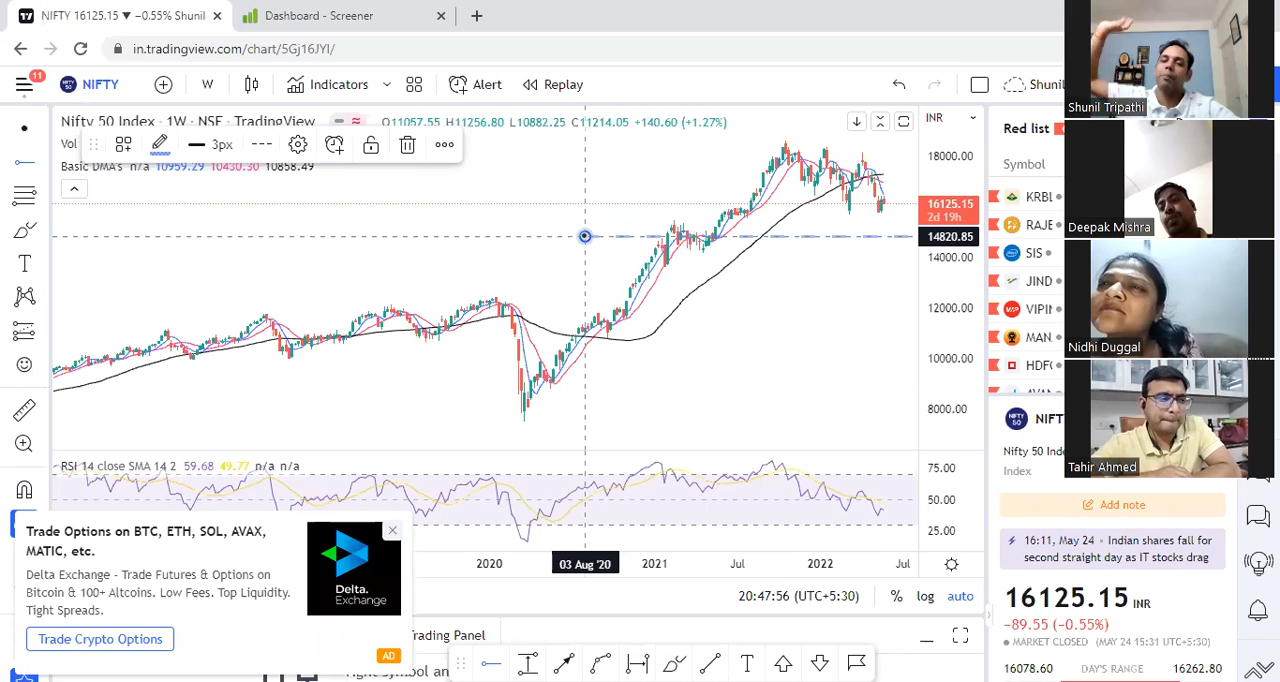 NIFTY 16125.15 ▼ −0.55% Shunil
Dashboard - Screener
in.tradingview.com/chart/5Gj16JYl/
11
NIFTY
W
Indicators
Alert
Replay
Shunil
Nifty 50 Index · 1W · NSE · TradingView
O11057.55 H11256.80 L10882.25 C11214.05 +140.60 (+1.27%)
INR
Vol
3px
Basic DMA's n/a 10959.29 10430.30 10858.49
18000.00
16125.15
2d 19h
14820.85
14000.00
12000.00
10000.00
8000.00
RSI 14 close SMA 14 2 59.68 49.77 n/a n/a
75.00
50.00
25.00
2020
03 Aug '20
2021
Jul
2022
Jul
20:47:56 (UTC+5:30)
%
log
auto
Trade Options on BTC, ETH, SOL, AVAX,
MATIC, etc.
Delta Exchange - Trade Futures & Options on
Bitcoin & 100+ Altcoins. Low Fees. Top Liquidity.
Tight Spreads.
Trade Crypto Options
Delta.
Exchange
AD
Trading Panel
Red list
Symbol
KRBL
RAJE
SIS
JIND
VIPIN
MAN
HDFC
NIFTY 50
Nifty 50 Ind
Index
Add note
16:11, May 24 • Indian shares fall for
second straight day as IT stocks drag
16125.15 INR
−89.55 (−0.55%)
MARKET CLOSED (MAY 24 15:31 UTC+5:30)
16078.60 DAY'S RANGE 16262.80
Shunil Tripathi
Deepak Mishra
Nidhi Duggal
Tahir Ahmed